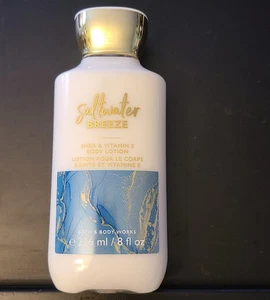 Saltwater
BREEZE
SHEA & VITAMIN E
BODY LOTION
LOTION POUR LE CORPS
KARITÉ ET VITAMINE E
BATH & BODY WORKS
e 236 ml / 8 fl oz